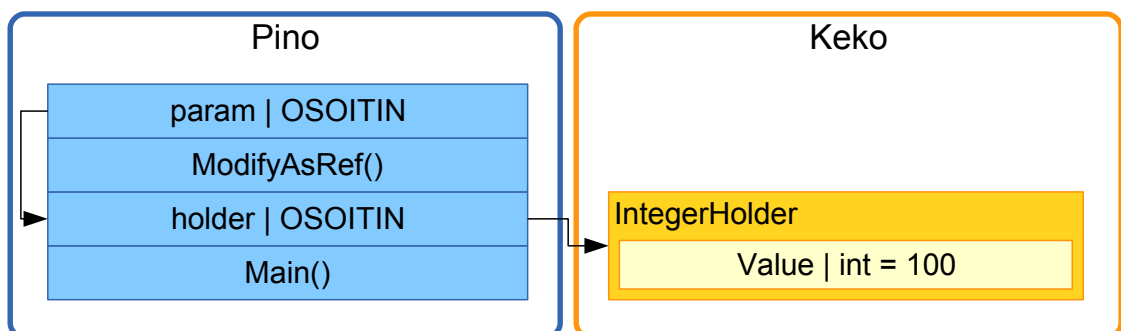 Pino
param | OSOITIN
ModifyAsRef()
holder | OSOITIN
Main()
Keko
IntegerHolder
Value | int = 100